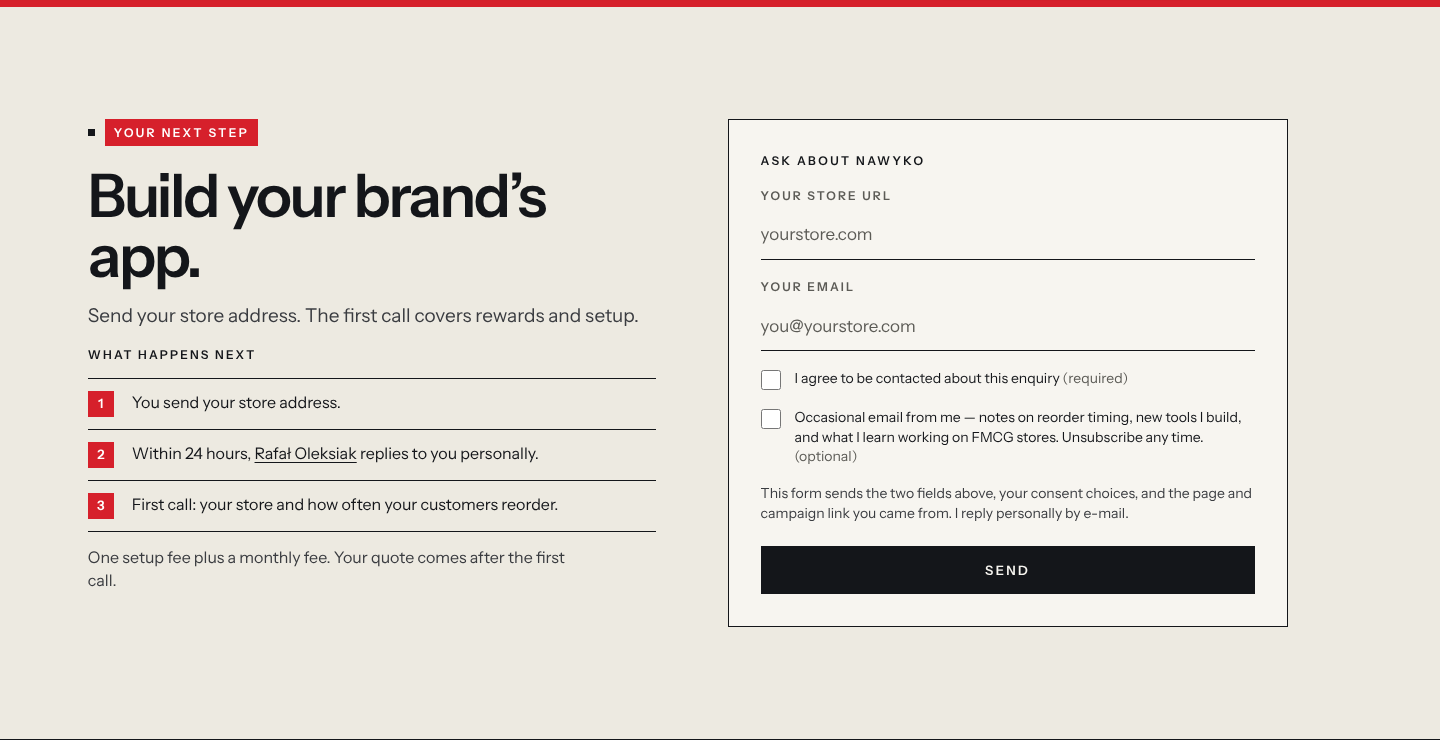 YOUR NEXT STEP
Build your brand’s
app.
Send your store address. The first call covers rewards and setup.
WHAT HAPPENS NEXT
1 You send your store address.
2 Within 24 hours, Rafał Oleksiak replies to you personally.
3 First call: your store and how often your customers reorder.
One setup fee plus a monthly fee. Your quote comes after the first
call.
ASK ABOUT NAWYKO
YOUR STORE URL
yourstore.com
YOUR EMAIL
you@yourstore.com
I agree to be contacted about this enquiry (required)
Occasional email from me — notes on reorder timing, new tools I build,
and what I learn working on FMCG stores. Unsubscribe any time.
(optional)
This form sends the two fields above, your consent choices, and the page and
campaign link you came from. I reply personally by e-mail.
SEND